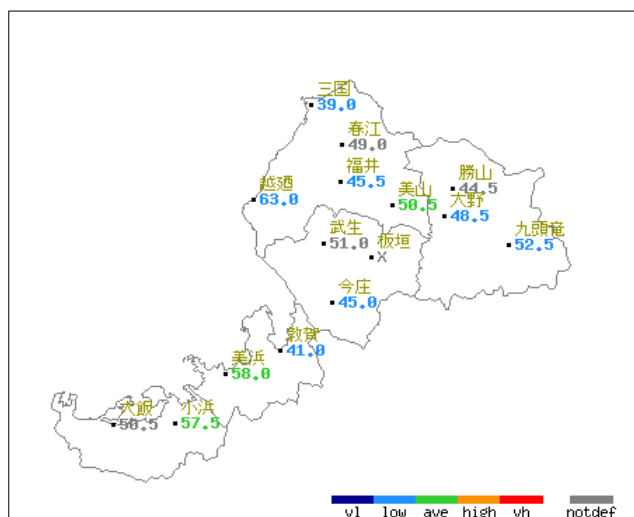 三国
39.0
春江
49.0
福井
45.5
勝山
44.5
越廼
63.0
美山
50.5
大野
48.5
武生
51.0
板垣
X
九頭竜
52.5
今庄
45.0
敦賀
41.0
美浜
58.0
大飯
50.5
小浜
57.5
vl low ave high vh notdef